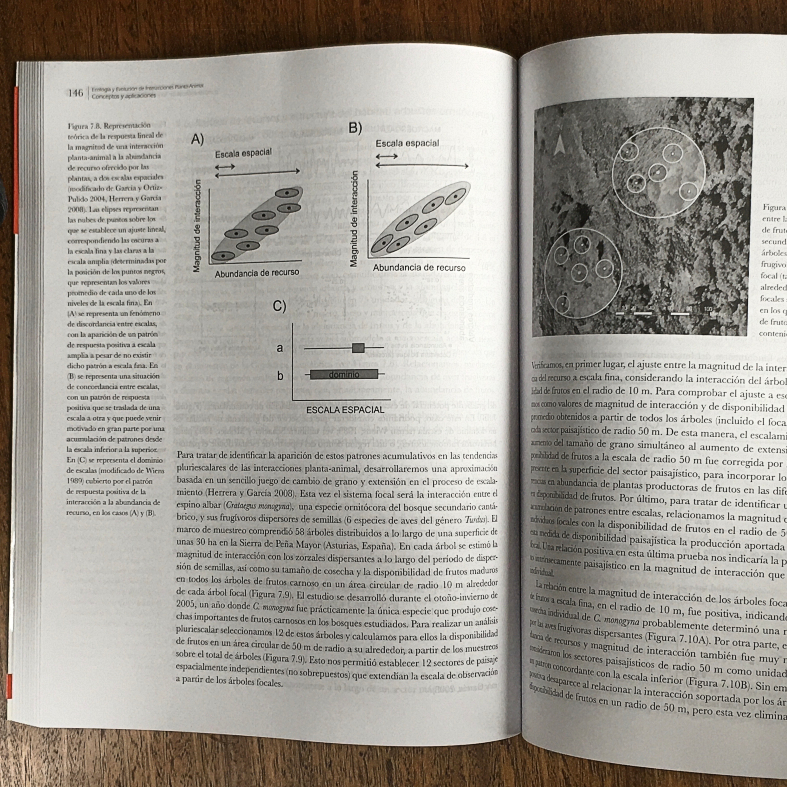 146
Ecología y Evolución de Interacciones Planta-Animal
Conceptos y aplicaciones
Figura 7.8. Representación
teórica de la respuesta lineal de
la magnitud de una interacción
planta-animal a la abundancia
de recurso ofrecido por las
plantas, a dos escalas espaciales
(modificado de García y Ortiz-
Pulido 2004, Herrera y García
2008). Las elipses representan
las nubes de puntos sobre los
que se establece un ajuste lineal,
correspondiendo las oscuras a
la escala fina y las claras a la
escala amplia (determinadas por
la posición de los puntos negros,
que representan los valores
promedio de cada uno de los
niveles de la escala fina). En
(A) se representa un fenómeno
de discordancia entre escalas,
con la aparición de un patrón
de respuesta positiva a escala
amplia a pesar de no existir
dicho patrón a escala fina. En
(B) se representa una situación
de concordancia entre escalas,
con un patrón de respuesta
positiva que se traslada de una
escala a otra y que puede venir
motivado en gran parte por una
acumulación de patrones desde
la escala inferior a la superior.
En (C) se representa el dominio
de escalas (modificado de Wiens
1989) cubierto por el patrón
de respuesta positiva de la
interacción a la abundancia de
recurso, en los casos (A) y (B).
A)
Escala espacial
Magnitud de interacción
Abundancia de recurso
B)
Escala espacial
Magnitud de interacción
Abundancia de recurso
C)
a
b
dominio
ESCALA ESPACIAL
Para tratar de identificar la aparición de estos patrones acumulativos en las tendencias
pluriescalares de las interacciones planta-animal, desarrollaremos una aproximación
basada en un sencillo juego de cambio de grano y extensión en el proceso de escala-
miento (Herrera y García 2008). Esta vez el sistema focal será la interacción entre el
espino albar (Crataegus monogyna), una especie ornitócora del bosque secundario cantá-
brico, y sus frugívoros dispersores de semillas (6 especies de aves del género Turdus). El
marco de muestreo comprendió 58 árboles distribuidos a lo largo de una superficie de
unas 30 ha en la Sierra de Peña Mayor (Asturias, España). En cada árbol se estimó la
magnitud de interacción con los zorzales dispersantes a lo largo del periodo de disper-
sión de semillas, así como su tamaño de cosecha y la disponibilidad de frutos maduros
en todos los árboles de fruto carnoso en un área circular de radio 10 m alrededor
de cada árbol focal (Figura 7.9). El estudio se desarrolló durante el otoño-invierno de
2005, un año donde C. monogyna fue prácticamente la única especie que produjo cose-
chas importantes de frutos carnosos en los bosques estudiados. Para realizar un análisis
pluriescalar seleccionamos 12 de estos árboles y calculamos para ellos la disponibilidad
de frutos en un área circular de 50 m de radio a su alrededor, a partir de los muestreos
sobre el total de árboles (Figura 7.9). Esto nos permitió establecer 12 sectores de paisaje
espacialmente independientes (no sobrepuestos) que extendían la escala de observación
a partir de los árboles focales.
Figura
entre l
de frut
secund
árboles
frugívo
focal (t
alreded
focales
en los q
de fruto
conteni
Verificamos, en primer lugar, el ajuste entre la magnitud de la inter
cia del recurso a escala fina, considerando la interacción del árbol
lidad de frutos en el radio de 10 m. Para comprobar el ajuste a es
mos como valores de magnitud de interacción y de disponibilidad
promedio obtenidos a partir de todos los árboles (incluido el foca
cada sector paisajístico de radio 50 m. De esta manera, el escalami
aumento del tamaño de grano simultáneo al aumento de extensi
ponibilidad de frutos a la escala de radio 50 m fue corregida por
presente en la superficie del sector paisajístico, para incorporar lo
rencias en abundancia de plantas productoras de frutos en las dife
en disponibilidad de frutos. Por último, para tratar de identificar
acumulación de patrones entre escalas, relacionamos la magnitud d
individuos focales con la disponibilidad de frutos en el radio de 5
esta medida de disponibilidad paisajística la producción aportada
focal. Una relación positiva en esta última prueba nos indicaría la p
to intrínsecamente paisajístico en la magnitud de interacción que
individual.
La relación entre la magnitud de interacción de los árboles foca
de frutos a escala fina, en el radio de 10 m, fue positiva, indicando
cosecha individual de C. monogyna probablemente determinó una r
por las aves frugívoras dispersantes (Figura 7.10A). Por otra parte, e
dancia de recursos y magnitud de interacción también fue muy
consideraron los sectores paisajísticos de radio 50 m como unidad
un patrón concordante con la escala inferior (Figura 7.10B). Sin em
positiva desaparece al relacionar la interacción soportada por los ár
disponibilidad de frutos en un radio de 50 m, pero esta vez elimina